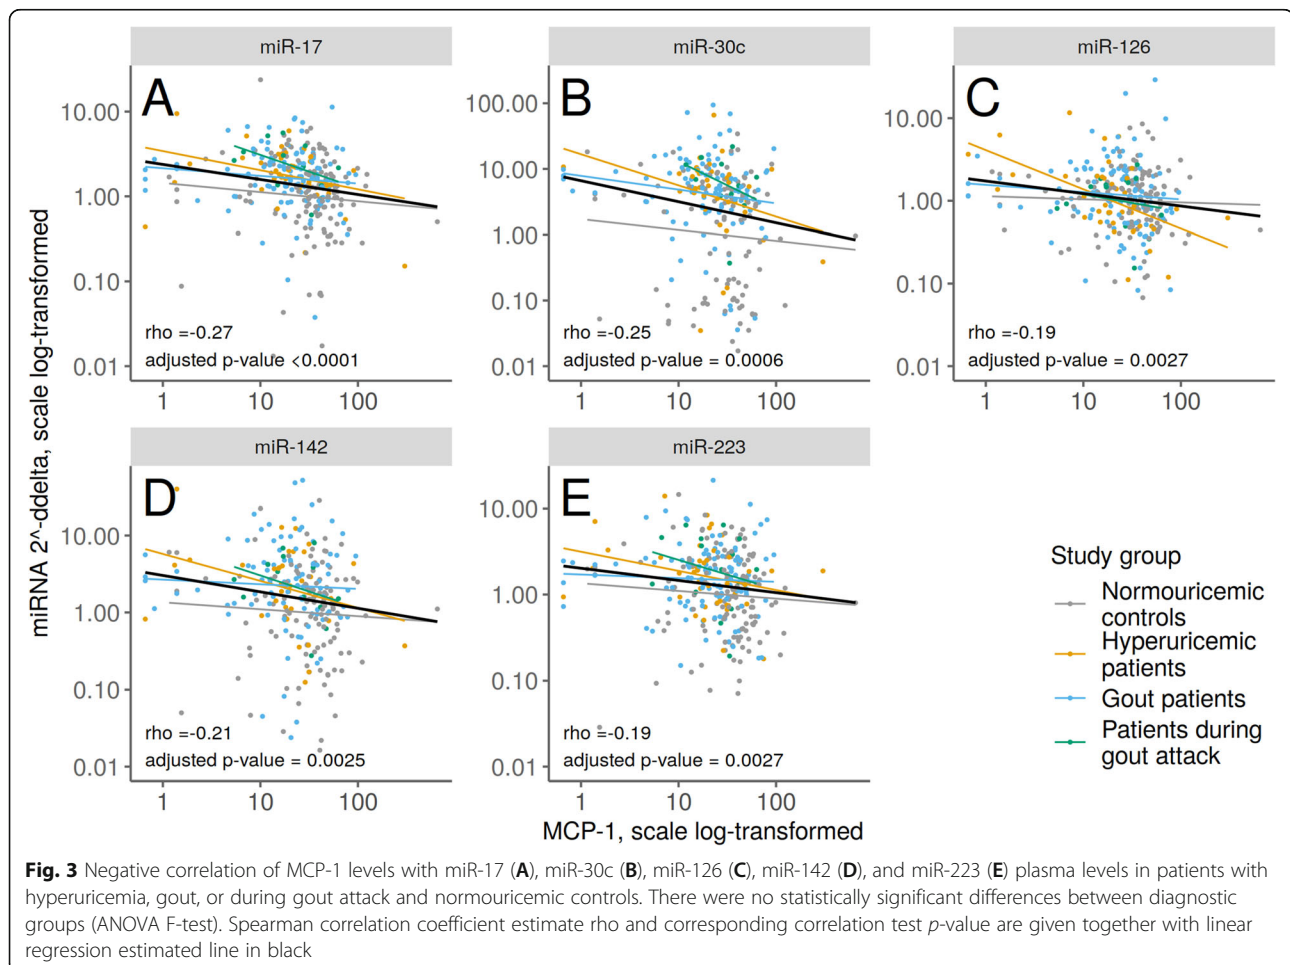 miR-17
miR-30c
miR-126
A
B
C
10.00
1.00
0.10
0.01
100.00
10.00
1.00
0.10
0.01
10.00
1.00
0.10
0.01
rho =-0.27
adjusted p-value <0.0001
rho =-0.25
adjusted p-value = 0.0006
rho =-0.19
adjusted p-value = 0.0027
1 10 100
1 10 100
1 10 100
miRNA 2^-ddelta, scale log-transformed
miR-142
miR-223
D
E
10.00
1.00
0.10
0.01
10.00
1.00
0.10
0.01
rho =-0.21
adjusted p-value = 0.0025
rho =-0.19
adjusted p-value = 0.0027
1 10 100
1 10 100
MCP-1, scale log-transformed
Study group
Normouricemic
controls
Hyperuricemic
patients
Gout patients
Patients during
gout attack
Fig. 3 Negative correlation of MCP-1 levels with miR-17 (A), miR-30c (B), miR-126 (C), miR-142 (D), and miR-223 (E) plasma levels in patients with
hyperuricemia, gout, or during gout attack and normouricemic controls. There were no statistically significant differences between diagnostic
groups (ANOVA F-test). Spearman correlation coefficient estimate rho and corresponding correlation test p-value are given together with linear
regression estimated line in black